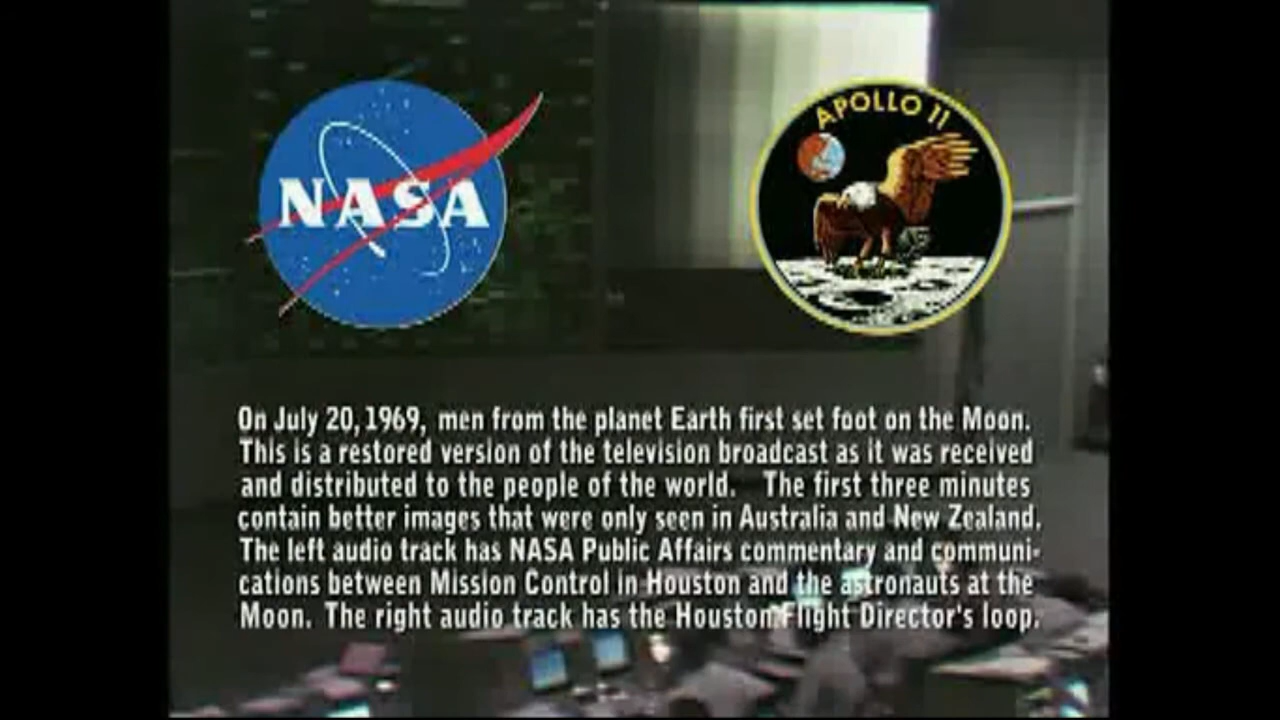 NASA
APOLLO 11
On July 20, 1969, men from the planet Earth first set foot on the Moon.
This is a restored version of the television broadcast as it was received
and distributed to the people of the world. The first three minutes
contain better images that were only seen in Australia and New Zealand.
The left audio track has NASA Public Affairs commentary and communi-
cations between Mission Control in Houston and the astronauts at the
Moon. The right audio track has the Houston Flight Director's loop.